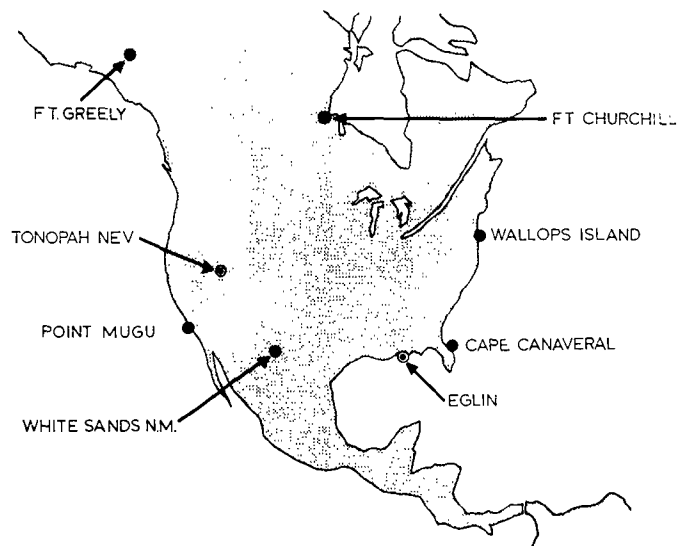 FT. GREELY
FT CHURCHILL
TONOPAH NEV
WALLOPS ISLAND
POINT MUGU
CAPE CANAVERAL
EGLIN
WHITE SANDS N.M.